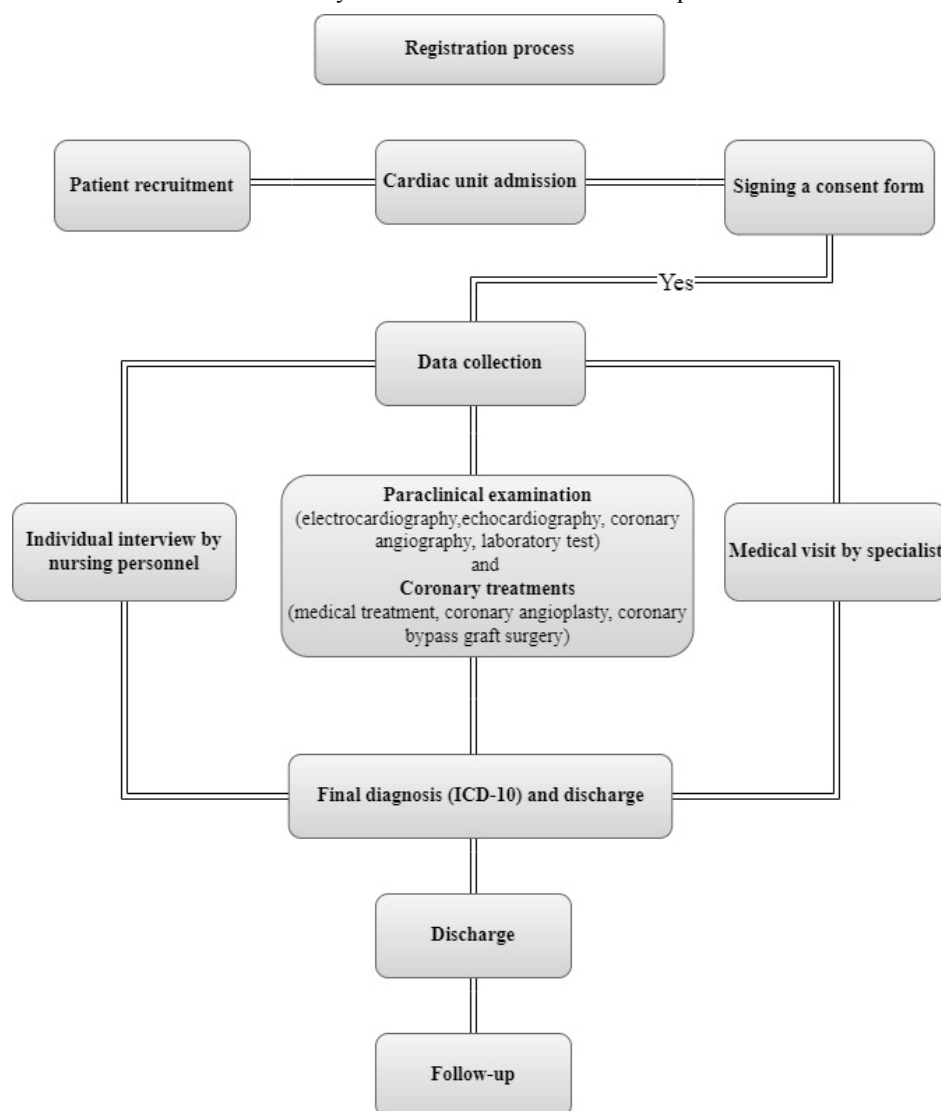 Registration process
Patient recruitment
Cardiac unit admission
Signing a consent form
Yes
Data collection
Individual interview by
nursing personnel
Paraclinical examination
(electrocardiography,echocardiography, coronary
angiography, laboratory test)
and
Coronary treatments
(medical treatment, coronary angioplasty, coronary
bypass graft surgery)
Medical visit by specialist
Final diagnosis (ICD-10) and discharge
Discharge
Follow-up